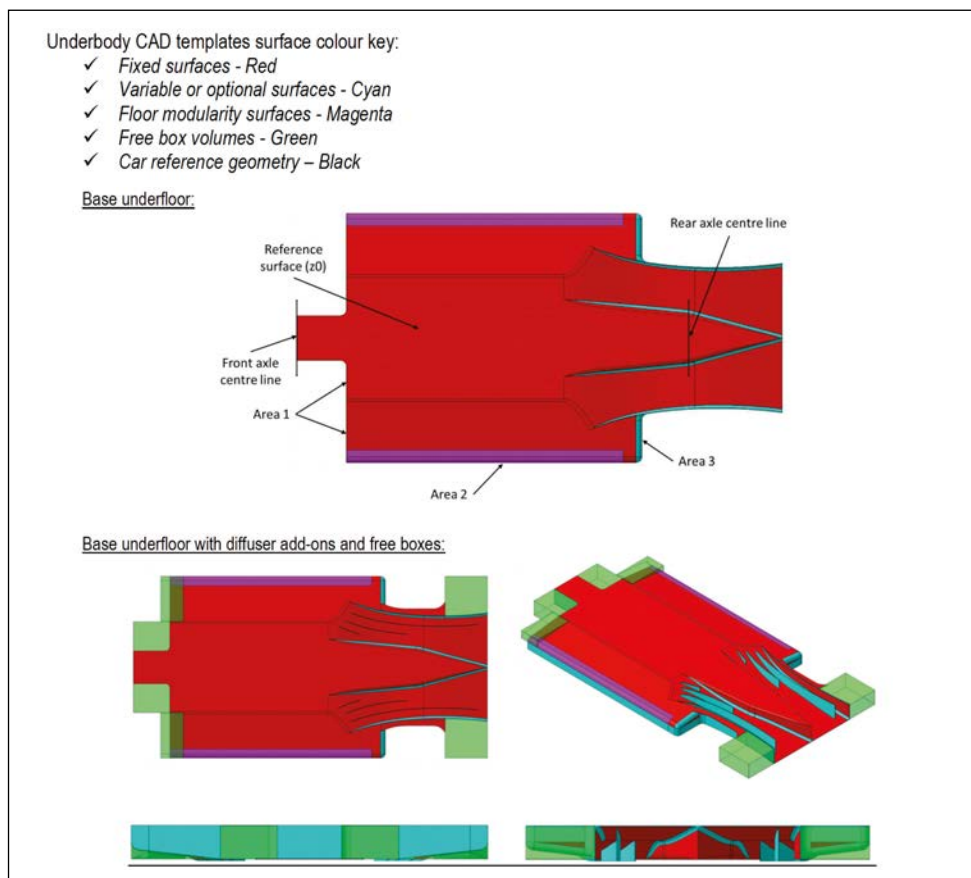 Underbody CAD templates surface colour key:
✓ Fixed surfaces - Red
✓ Variable or optional surfaces - Cyan
✓ Floor modularity surfaces - Magenta
✓ Free box volumes - Green
✓ Car reference geometry – Black
Base underfloor:
Rear axle centre line
Reference
surface (z0)
Front axle
centre line
Area 1
Area 3
Area 2
Base underfloor with diffuser add-ons and free boxes: